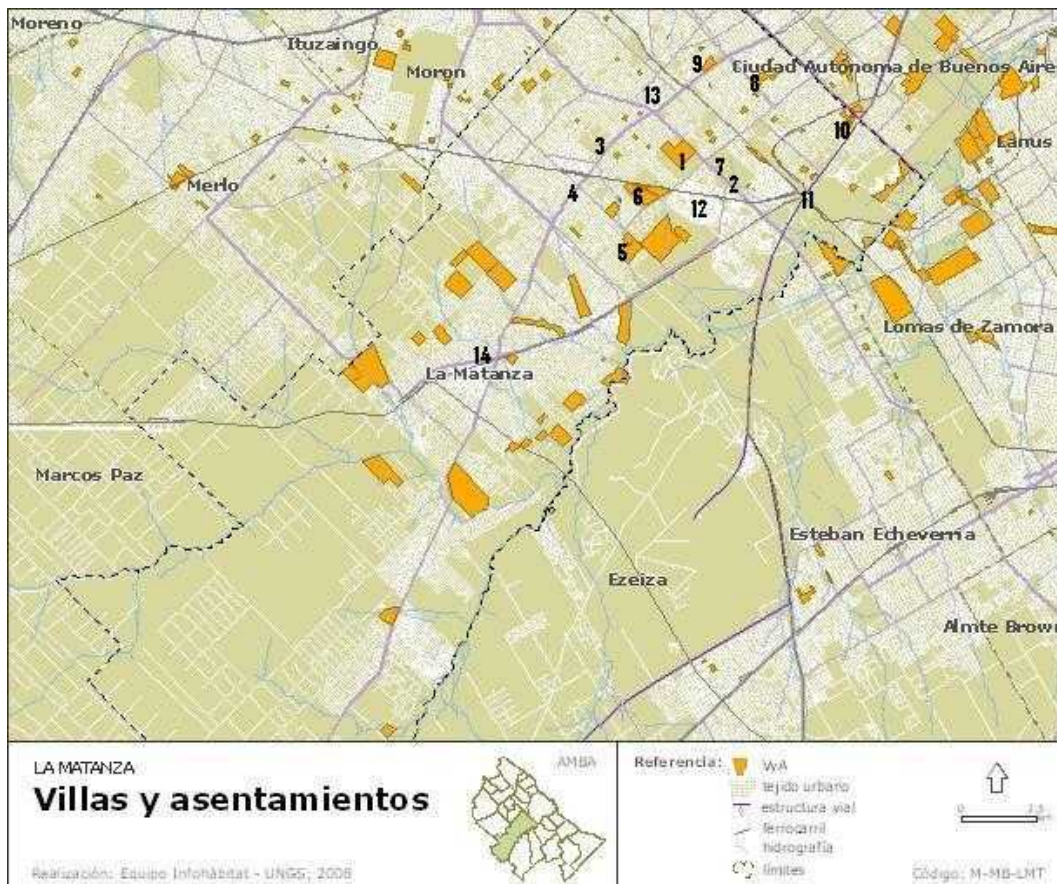 Moreno
Ituzaingo
Moron
9
Ciudad Autonoma de Buenos Aires
8
13
10
Lanus
3
1
7
Merlo
4
6
2
12
11
5
Lomas de Zamora
14
La Matanza
Marcos Paz
Esteban Echeverria
Ezeiza
Almte Brown
LA MATANZA
Villas y asentamientos
Realización: Equipo Infohábitat - UNGS, 2008
AMBA
Referencia:
VyA
tejido urbano
estructura vial
ferrocarril
hidrografía
límites
0 2,5
Código: M-MB-LMT